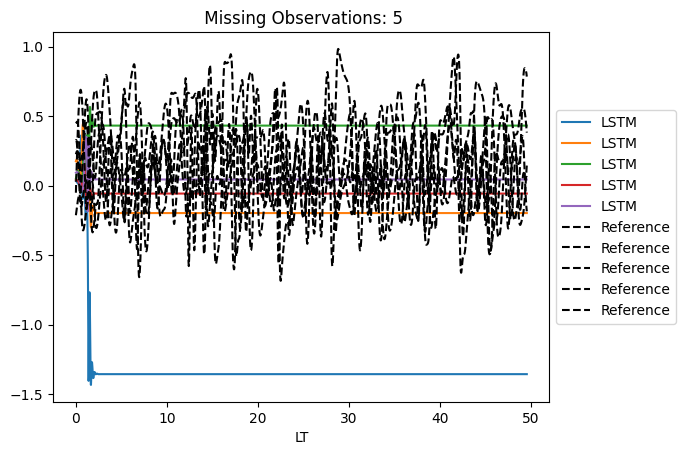 Missing Observations: 5
1.0
0.5
0.0
−0.5
−1.0
−1.5
0
10
20
30
40
50
LT
LSTM
LSTM
LSTM
LSTM
LSTM
Reference
Reference
Reference
Reference
Reference